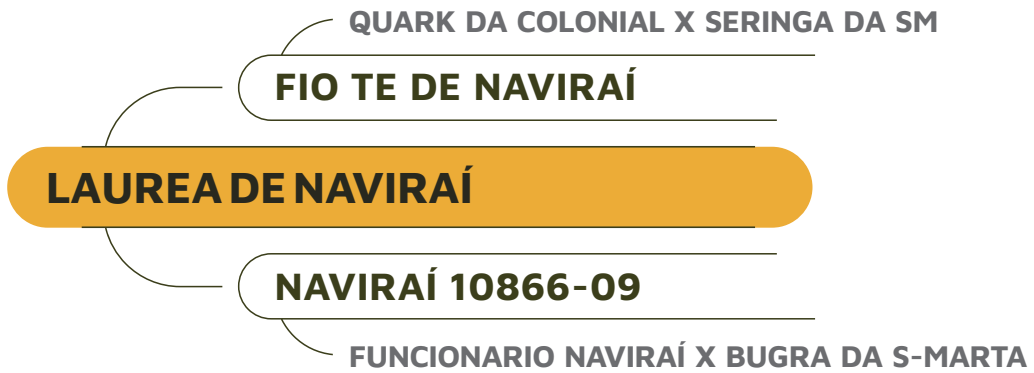 QUARK DA COLONIAL X SERINGA DA SM
FIO TE DE NAVIRAÍ
LAUREA DE NAVIRAÍ
NAVIRAÍ 10866-09
FUNCIONARIO NAVIRAÍ X BUGRA DA S-MARTA